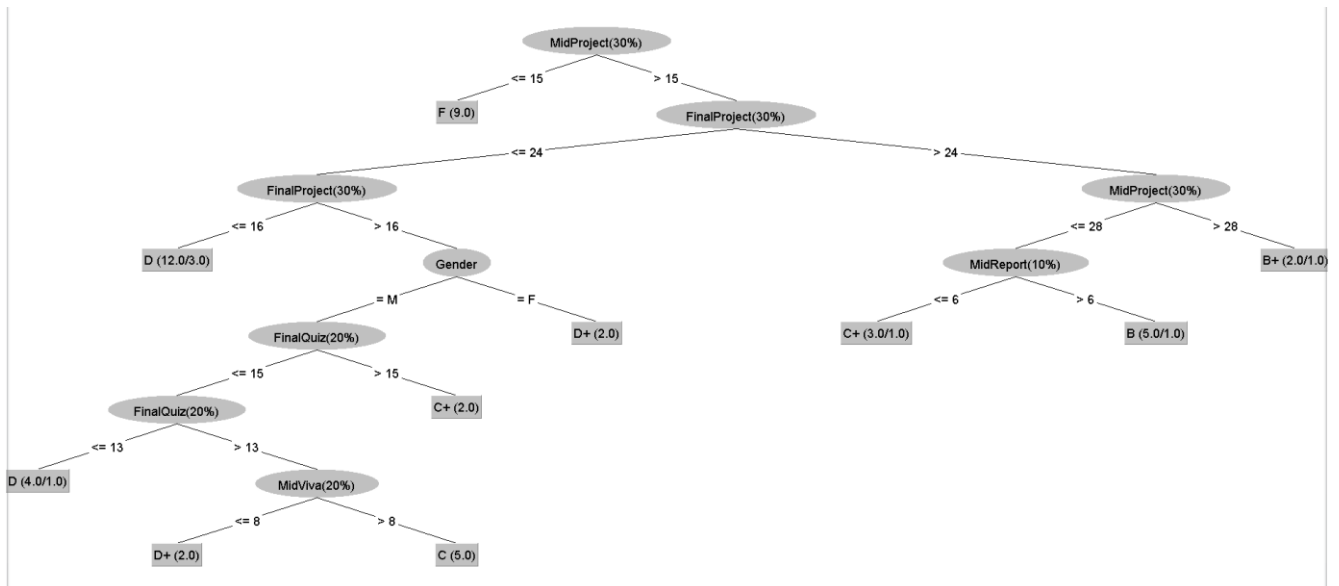 MidProject(30%)
<= 15 > 15
F (9.0) FinalProject(30%)
<= 24 > 24
FinalProject(30%) MidProject(30%)
<= 16 > 16 <= 28 > 28
D (12.0/3.0) Gender MidReport(10%) B+ (2.0/1.0)
= M = F <= 6 > 6
FinalQuiz(20%) D+ (2.0) C+ (3.0/1.0) B (5.0/1.0)
<= 15 > 15
FinalQuiz(20%) C+ (2.0)
<= 13 > 13
D (4.0/1.0) MidViva(20%)
<= 8 > 8
D+ (2.0) C (5.0)